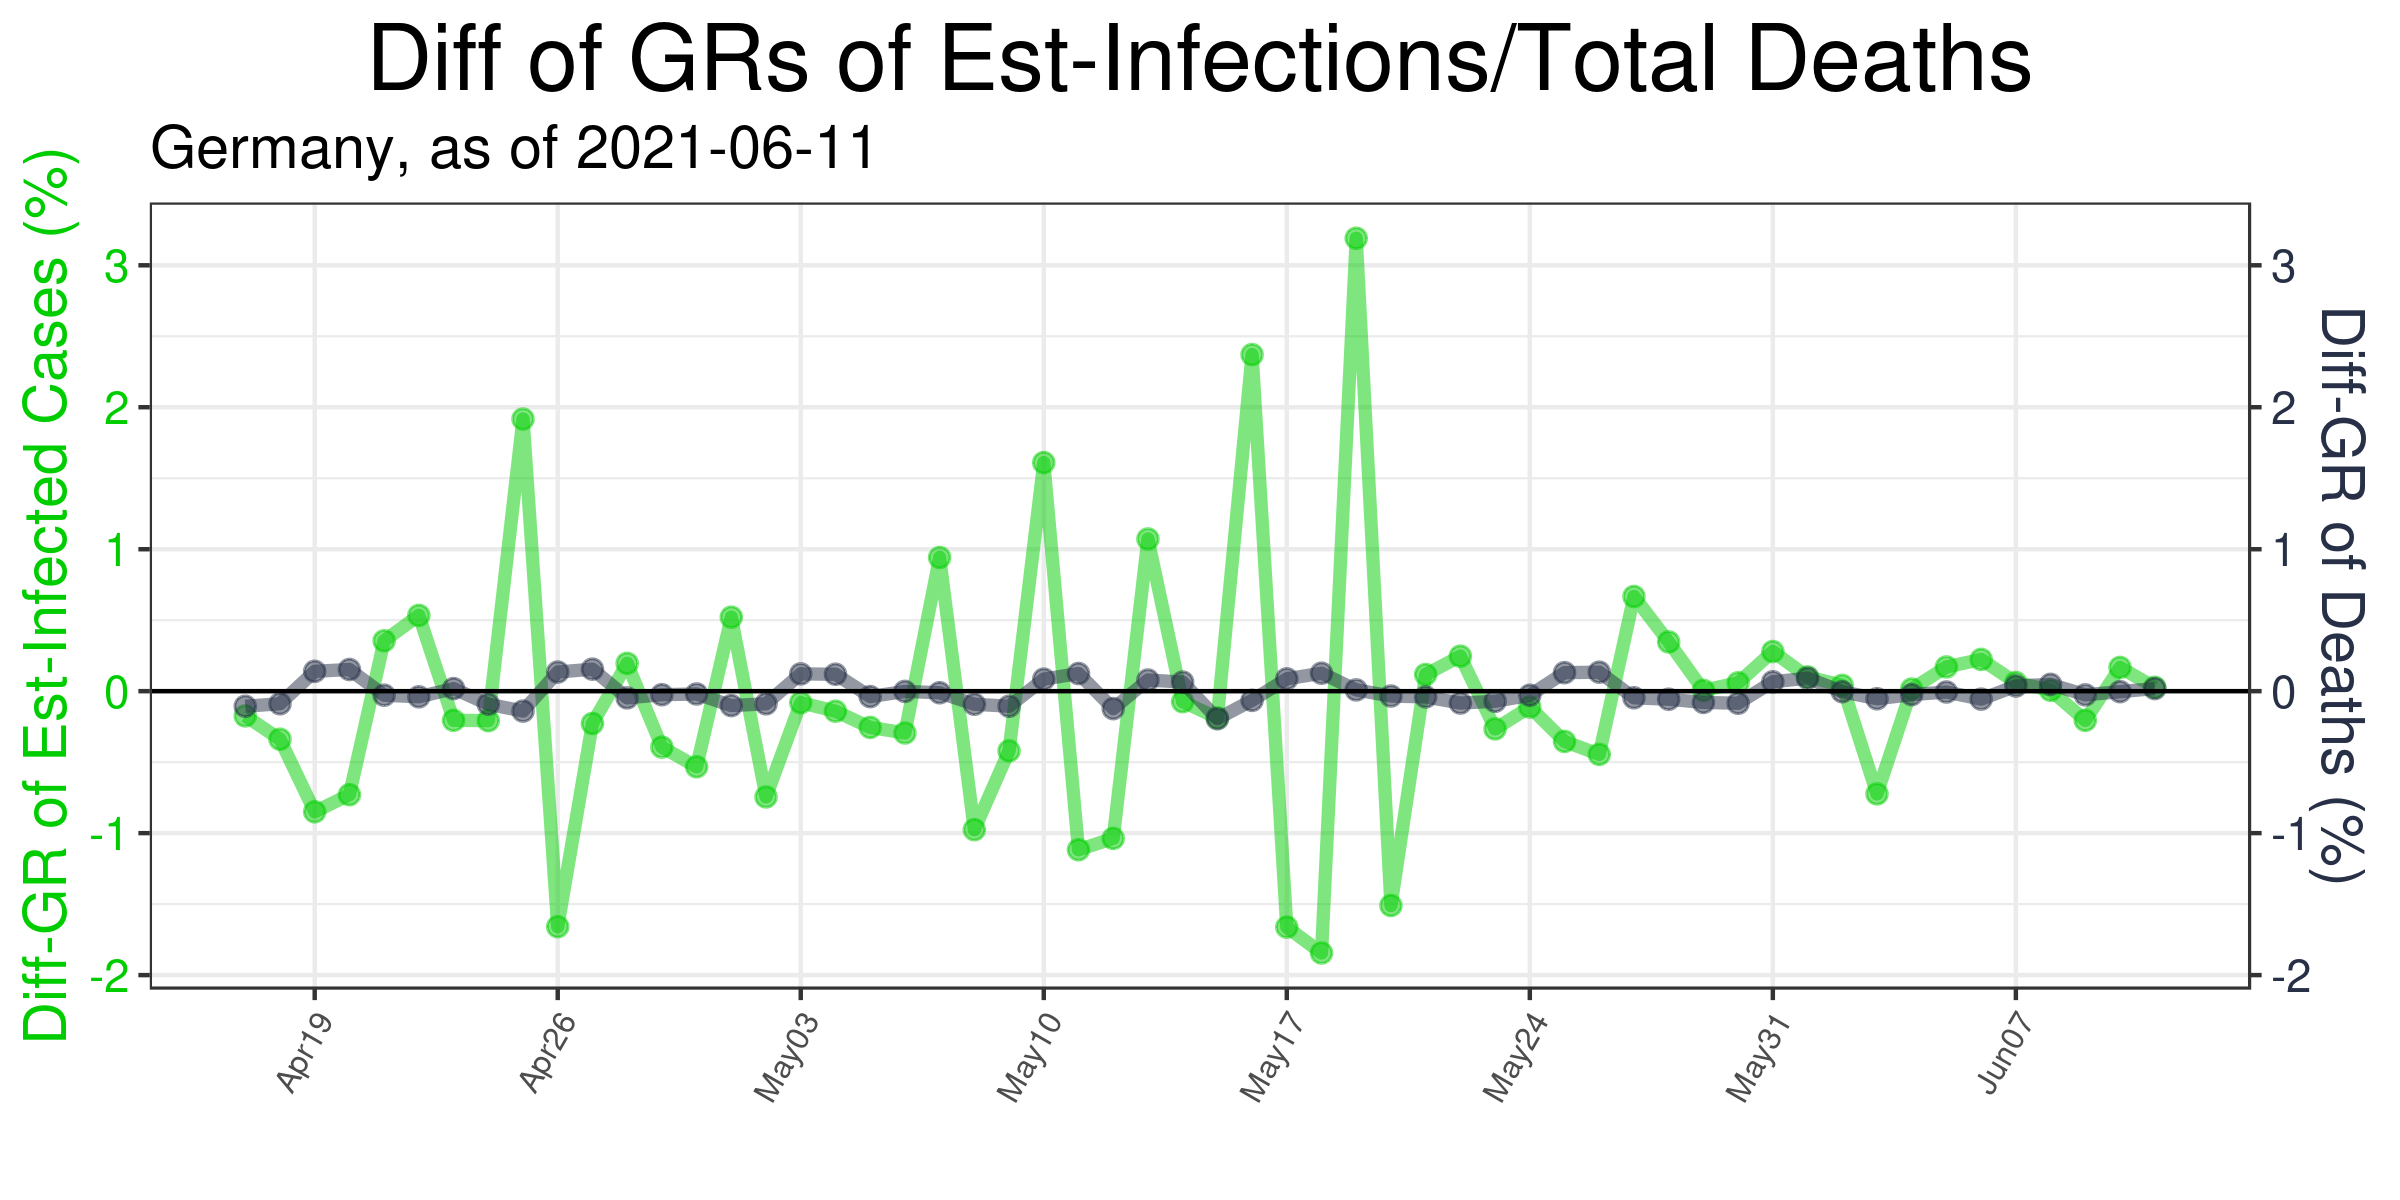 Diff of GRs of Est-Infections/Total Deaths
Germany, as of 2021-06-11
Diff-GR of Est-Infected Cases (%)
3
2
1
0
-1
-2
3
2
1
0
-1
-2
Diff-GR of Deaths (%)
Apr19
Apr26
May03
May10
May17
May24
May31
Jun07